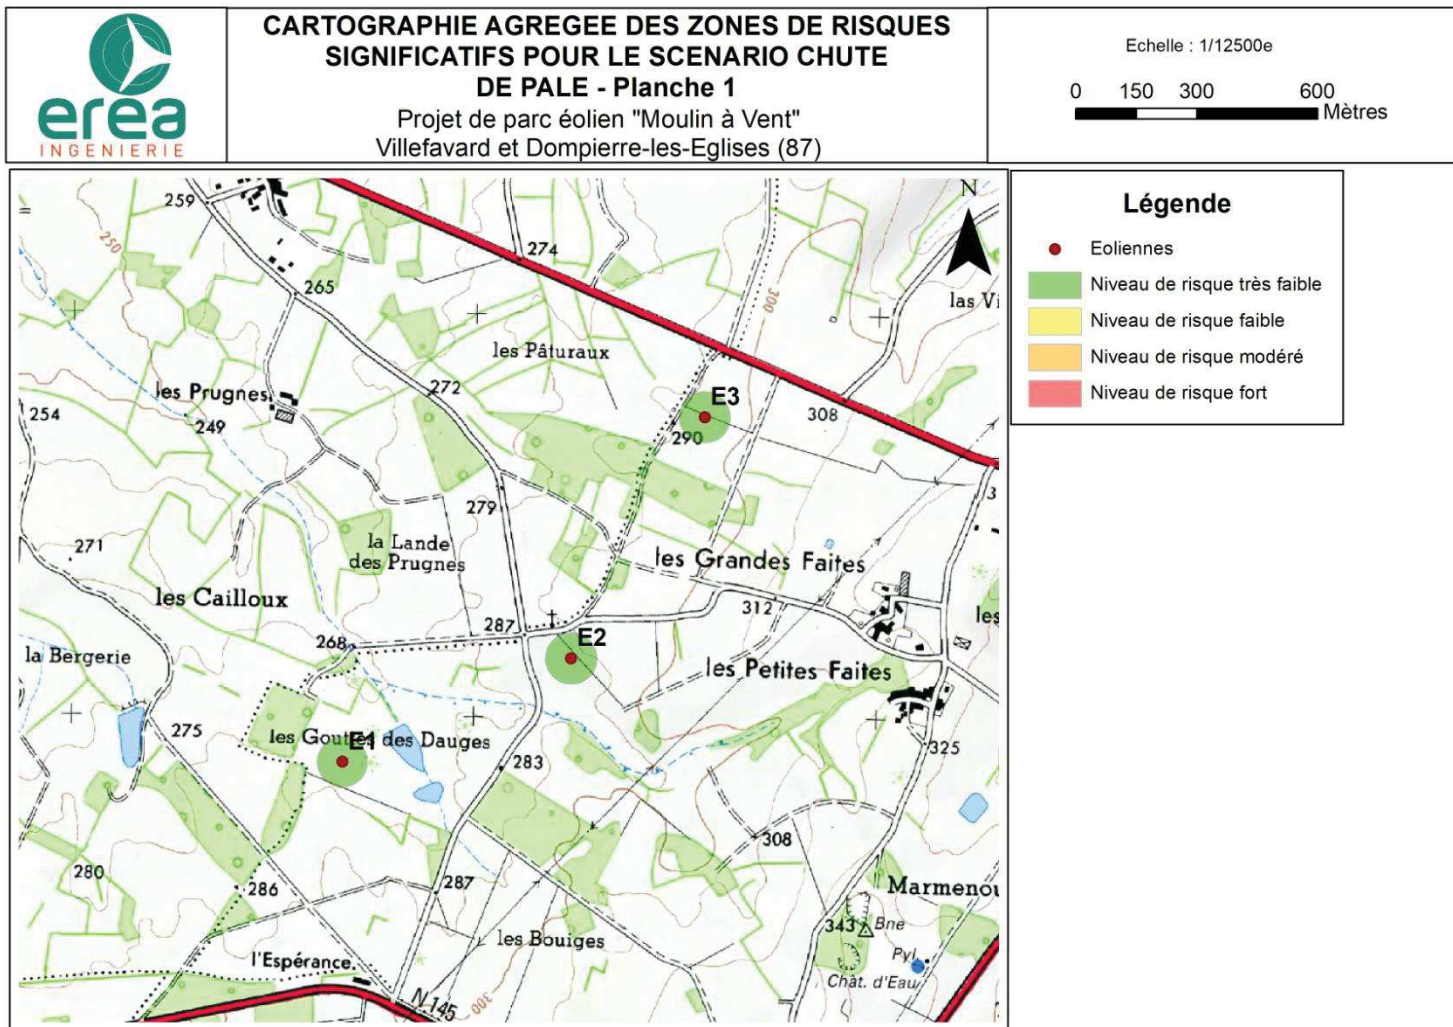 erea
INGENIERIE
CARTOGRAPHIE AGREGEE DES ZONES DE RISQUES
SIGNIFICATIFS POUR LE SCENARIO CHUTE
DE PALE - Planche 1
Projet de parc éolien "Moulin à Vent"
Villefavard et Dompierre-les-Eglises (87)
Echelle : 1/12500e
0 150 300 600
Mètres
Légende
Eoliennes
Niveau de risque très faible
Niveau de risque faible
Niveau de risque modéré
Niveau de risque fort
N
259
250
274
265
300
las Vi
les Pâturaux
272
les Prugnes
E3
254
249
308
290
279
3
271
la Lande
des Prugnes
les Grandes Faites
les Cailloux
312
287
268
E2
les
la Bergerie
les Petites Faites
275
les Gouttes des Dauges
E1
325
283
308
280
286
287
Marmenou
343
Bne
les Bouiges
Pyl.
l'Espérance
Chât. d'Eau
N 145
300